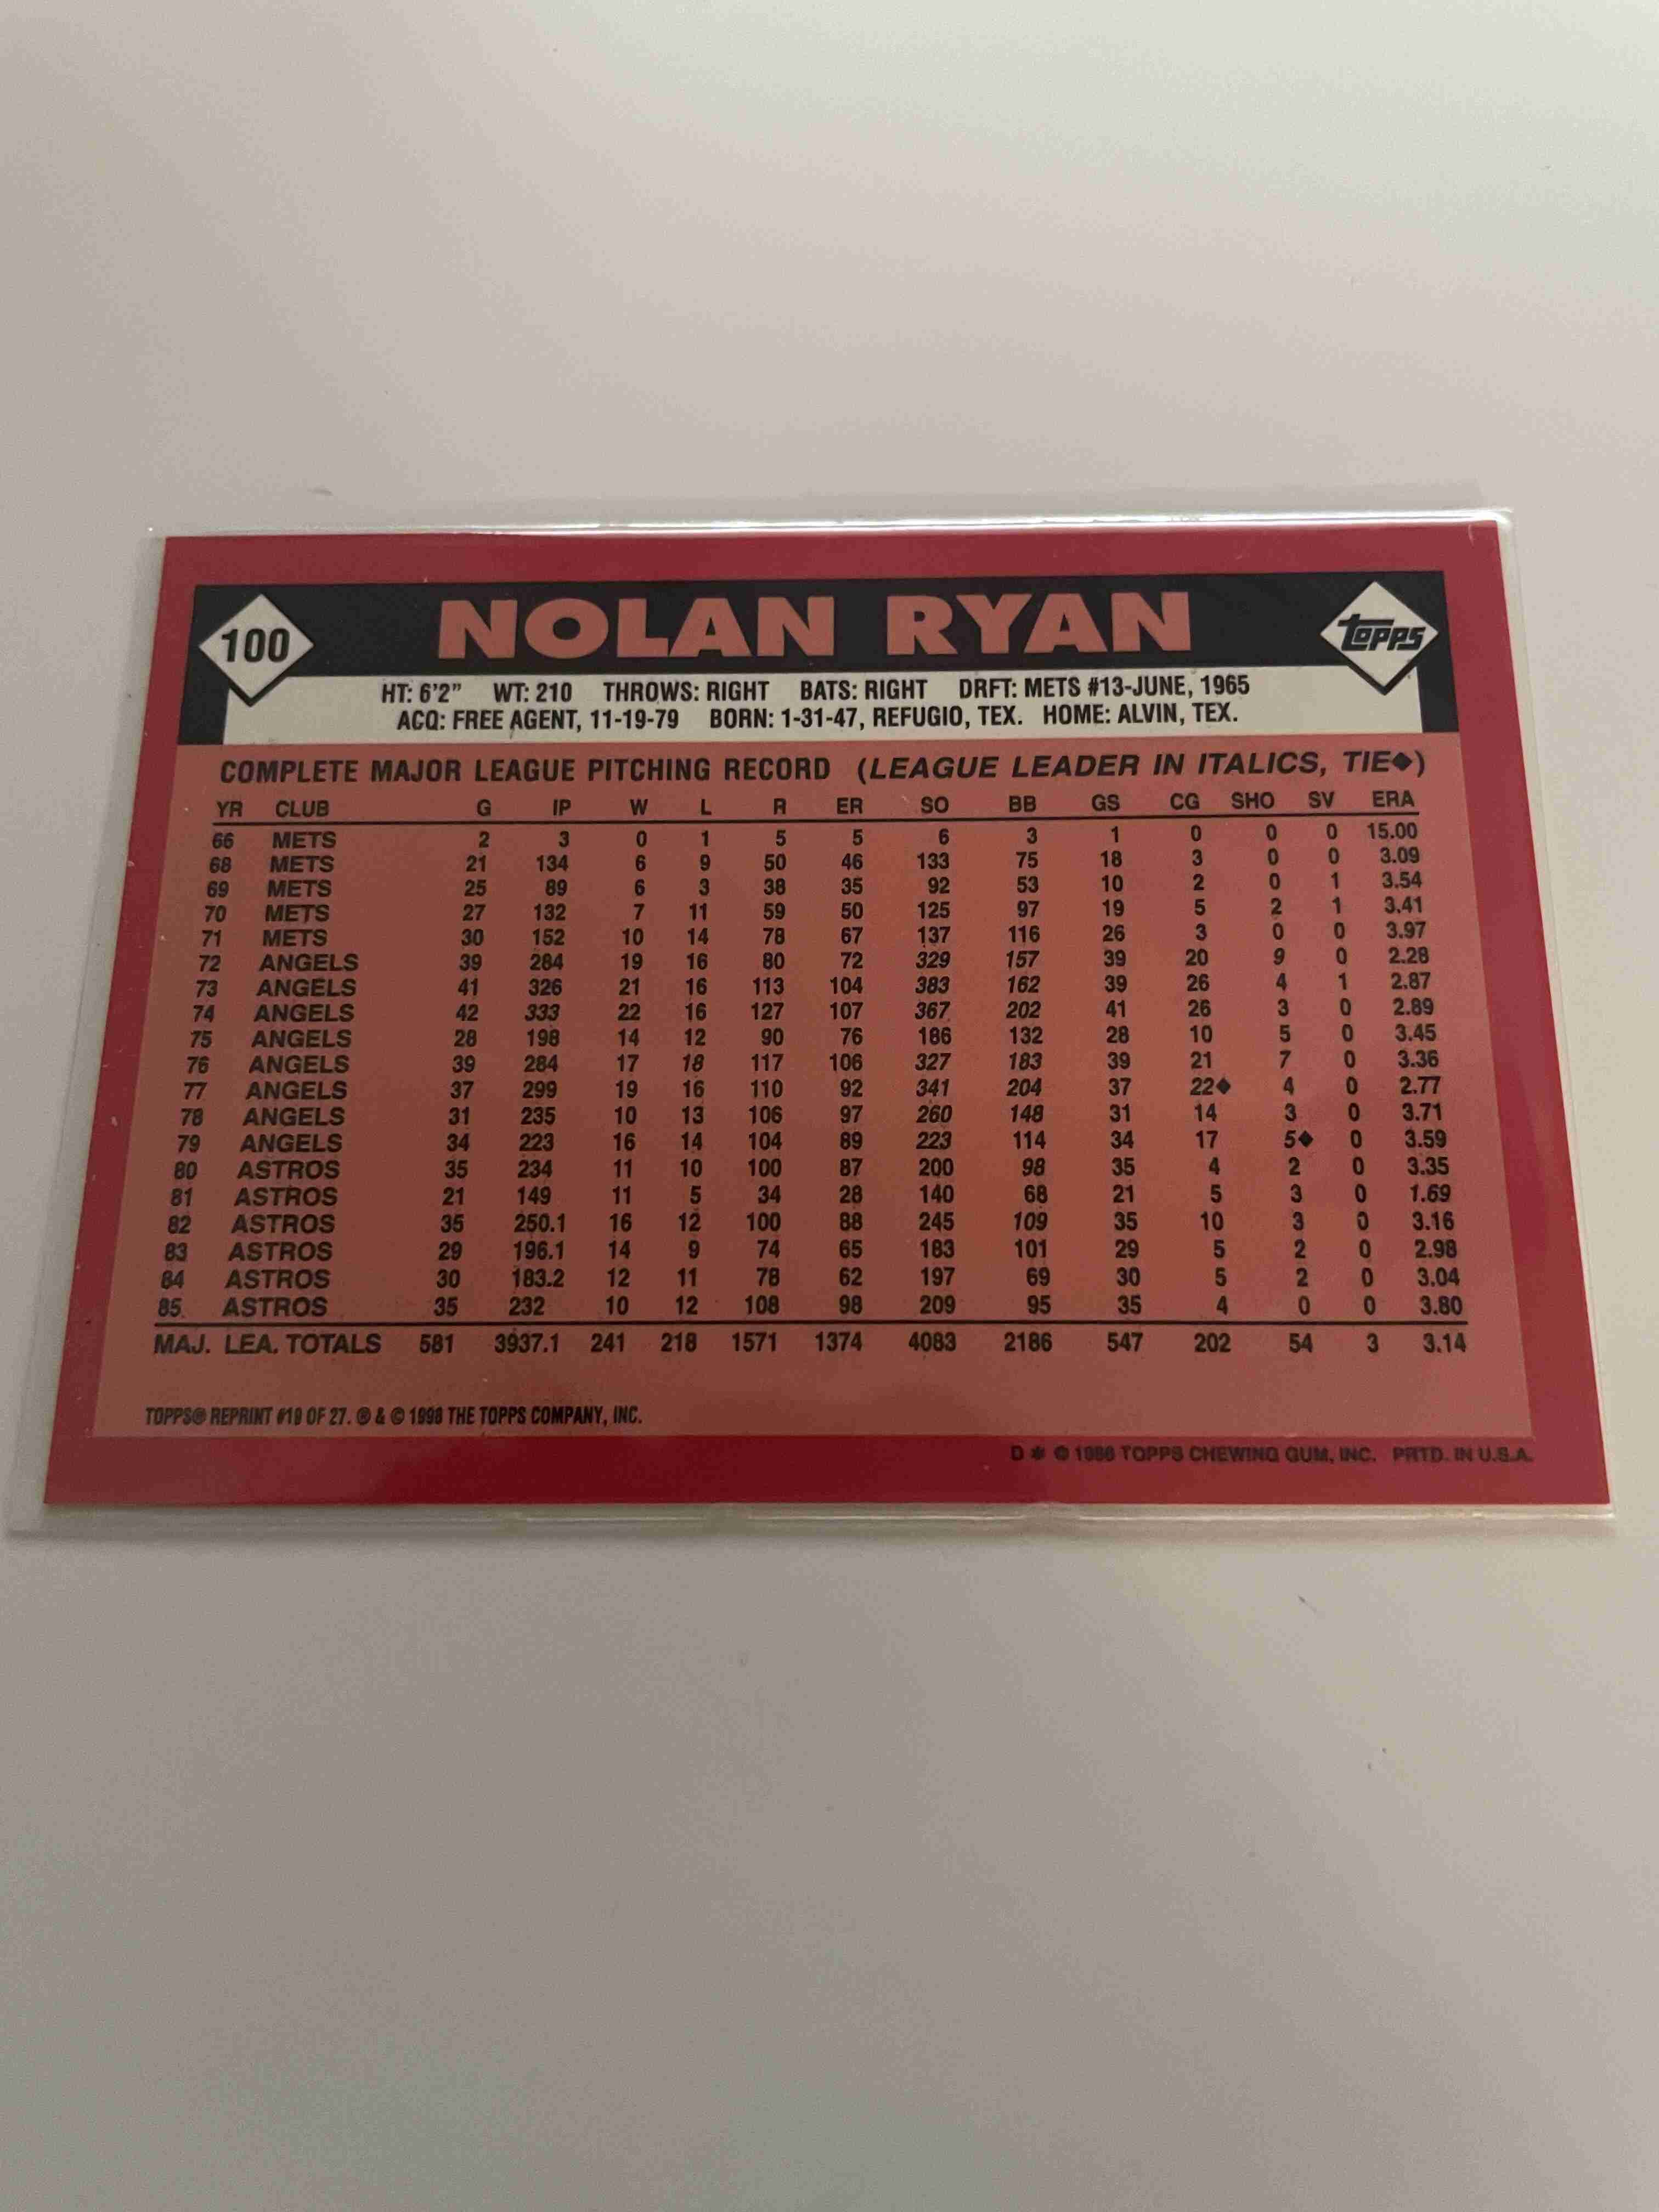 100 NOLAN RYAN TOPPS
HT: 6'2" WT: 210 THROWS: RIGHT BATS: RIGHT DRFT: METS #13-JUNE, 1965
ACQ: FREE AGENT, 11-19-79 BORN: 1-31-47, REFUGIO, TEX. HOME: ALVIN, TEX.
COMPLETE MAJOR LEAGUE PITCHING RECORD (LEAGUE LEADER IN ITALICS, TIE◆)
YR CLUB G IP W L R ER SO BB GS CG SHO SV ERA
66 METS 2 3 0 1 5 5 6 3 1 0 0 0 15.00
68 METS 21 134 6 9 50 46 133 75 18 3 0 0 3.09
69 METS 25 89 6 3 38 35 92 53 10 2 0 1 3.54
70 METS 27 132 7 11 59 50 125 97 19 5 2 1 3.41
71 METS 30 152 10 14 78 67 137 116 26 3 0 0 3.97
72 ANGELS 39 284 19 16 80 72 329 157 39 20 9 0 2.28
73 ANGELS 41 326 21 16 113 104 383 162 39 26 4 1 2.87
74 ANGELS 42 333 22 16 127 107 367 202 41 26 3 0 2.89
75 ANGELS 28 198 14 12 90 76 186 132 28 10 5 0 3.45
76 ANGELS 39 284 17 18 117 106 327 183 39 21 7 0 3.36
77 ANGELS 37 299 19 16 110 92 341 204 37 22◆ 4 0 2.77
78 ANGELS 31 235 10 13 106 97 260 148 31 14 3 0 3.71
79 ANGELS 34 223 16 14 104 89 223 114 34 17 5◆ 0 3.59
80 ASTROS 35 234 11 10 100 87 200 98 35 4 2 0 3.35
81 ASTROS 21 149 11 5 34 28 140 68 21 5 3 0 1.69
82 ASTROS 35 250.1 16 12 100 88 245 109 35 10 3 0 3.16
83 ASTROS 29 196.1 14 9 74 65 183 101 29 5 2 0 2.98
84 ASTROS 30 183.2 12 11 78 62 197 69 30 5 2 0 3.04
85 ASTROS 35 232 10 12 108 98 209 95 35 4 0 0 3.80
MAJ. LEA. TOTALS 581 3937.1 241 218 1571 1374 4083 2186 547 202 54 3 3.14
TOPPS® REPRINT #19 OF 27. ® & © 1998 THE TOPPS COMPANY, INC.
D * © 1986 TOPPS CHEWING GUM, INC. PRTD. IN U.S.A.